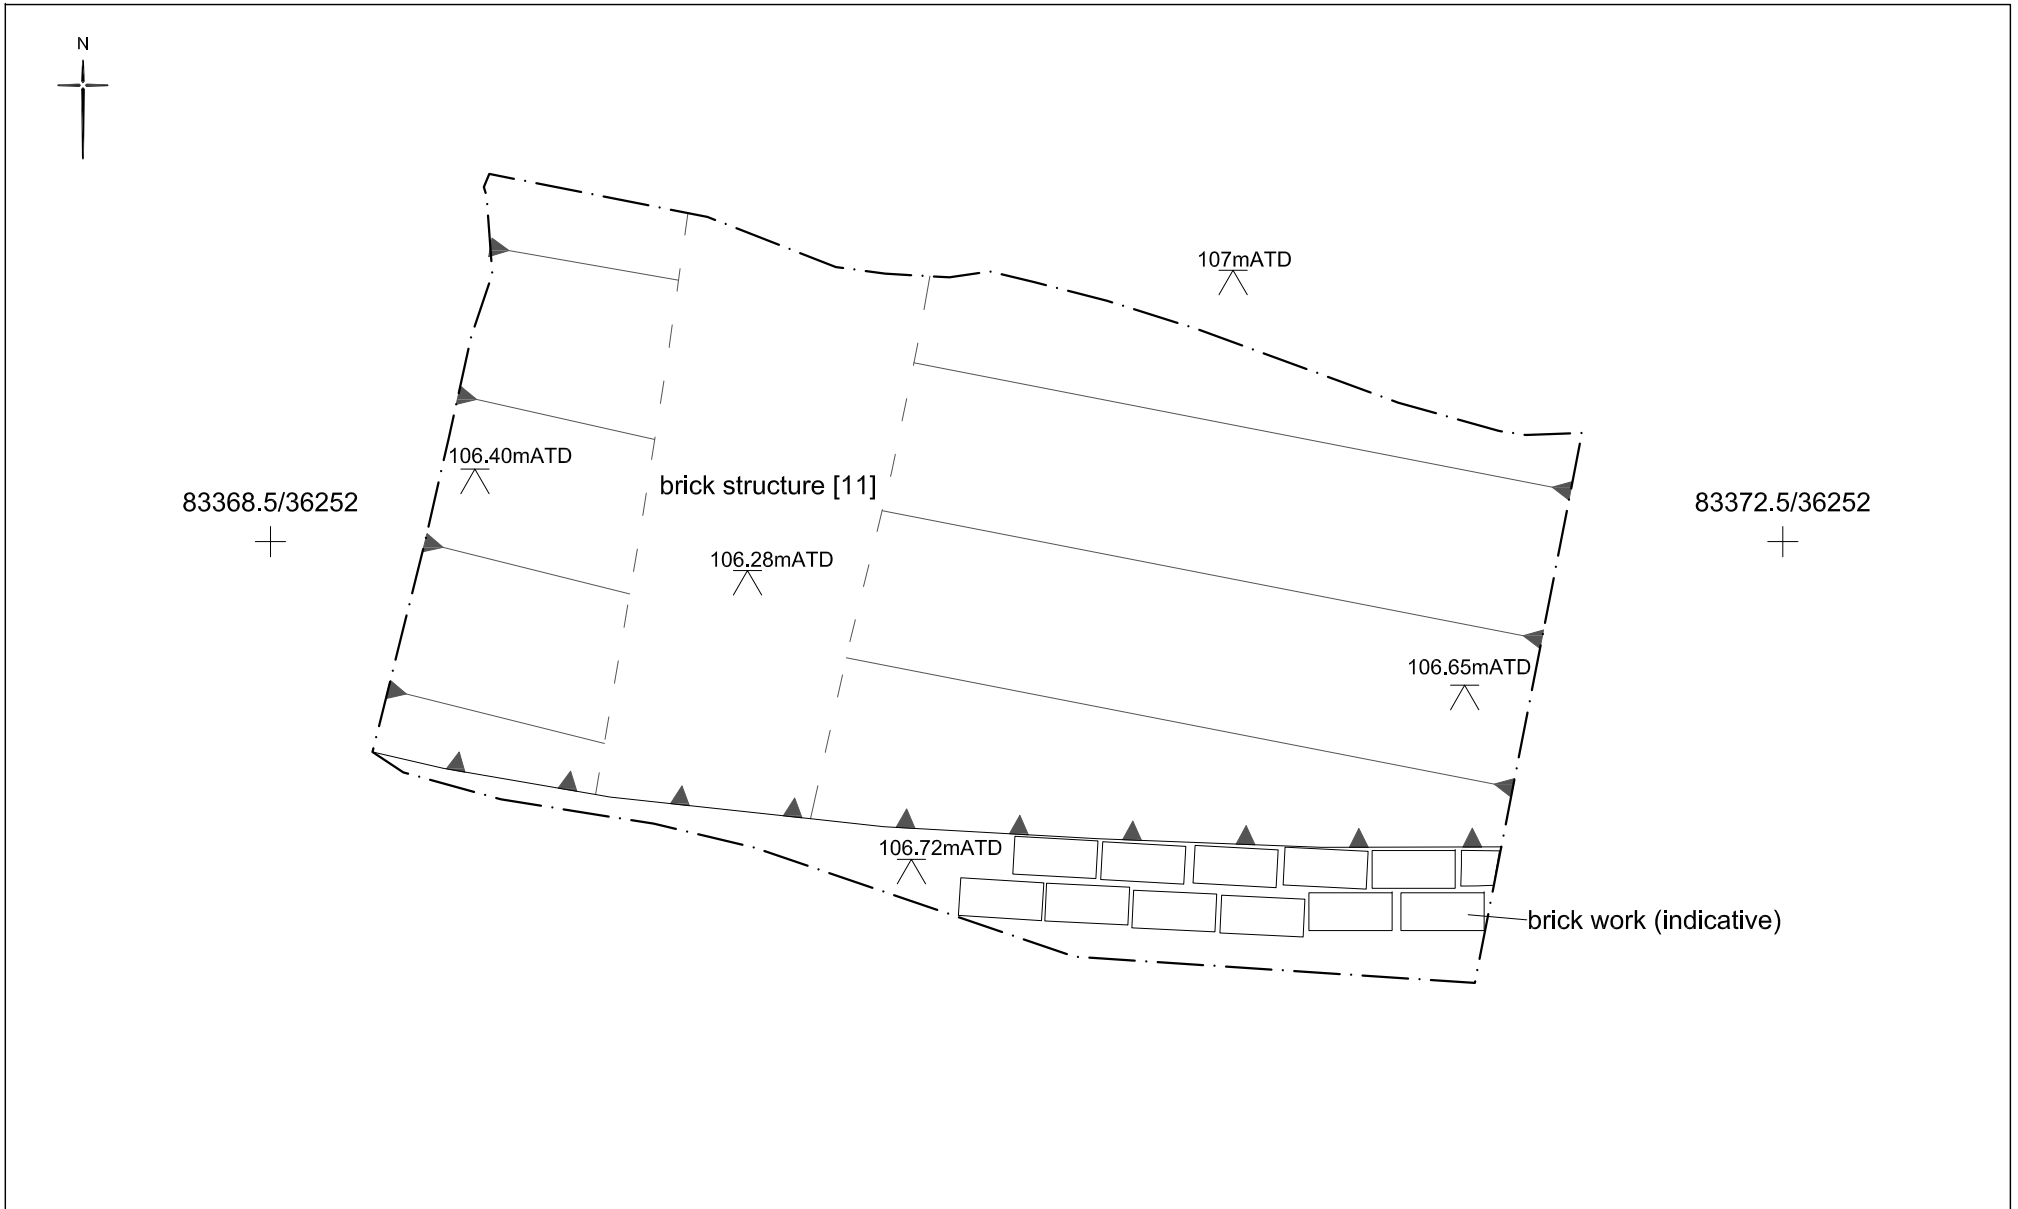 N
107mATD
106.40mATD
brick structure [11]
83368.5/36252
83372.5/36252
106.28mATD
106.65mATD
106.72mATD
brick work (indicative)